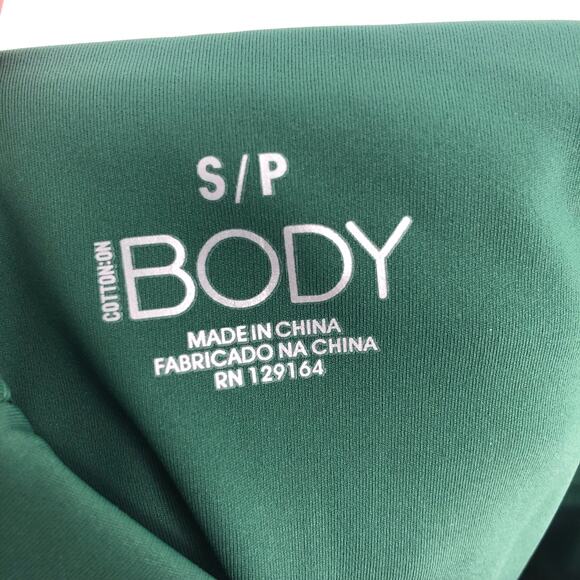 S/P
COTTON:ON
BODY
MADE IN CHINA
FABRICADO NA CHINA
RN 129164